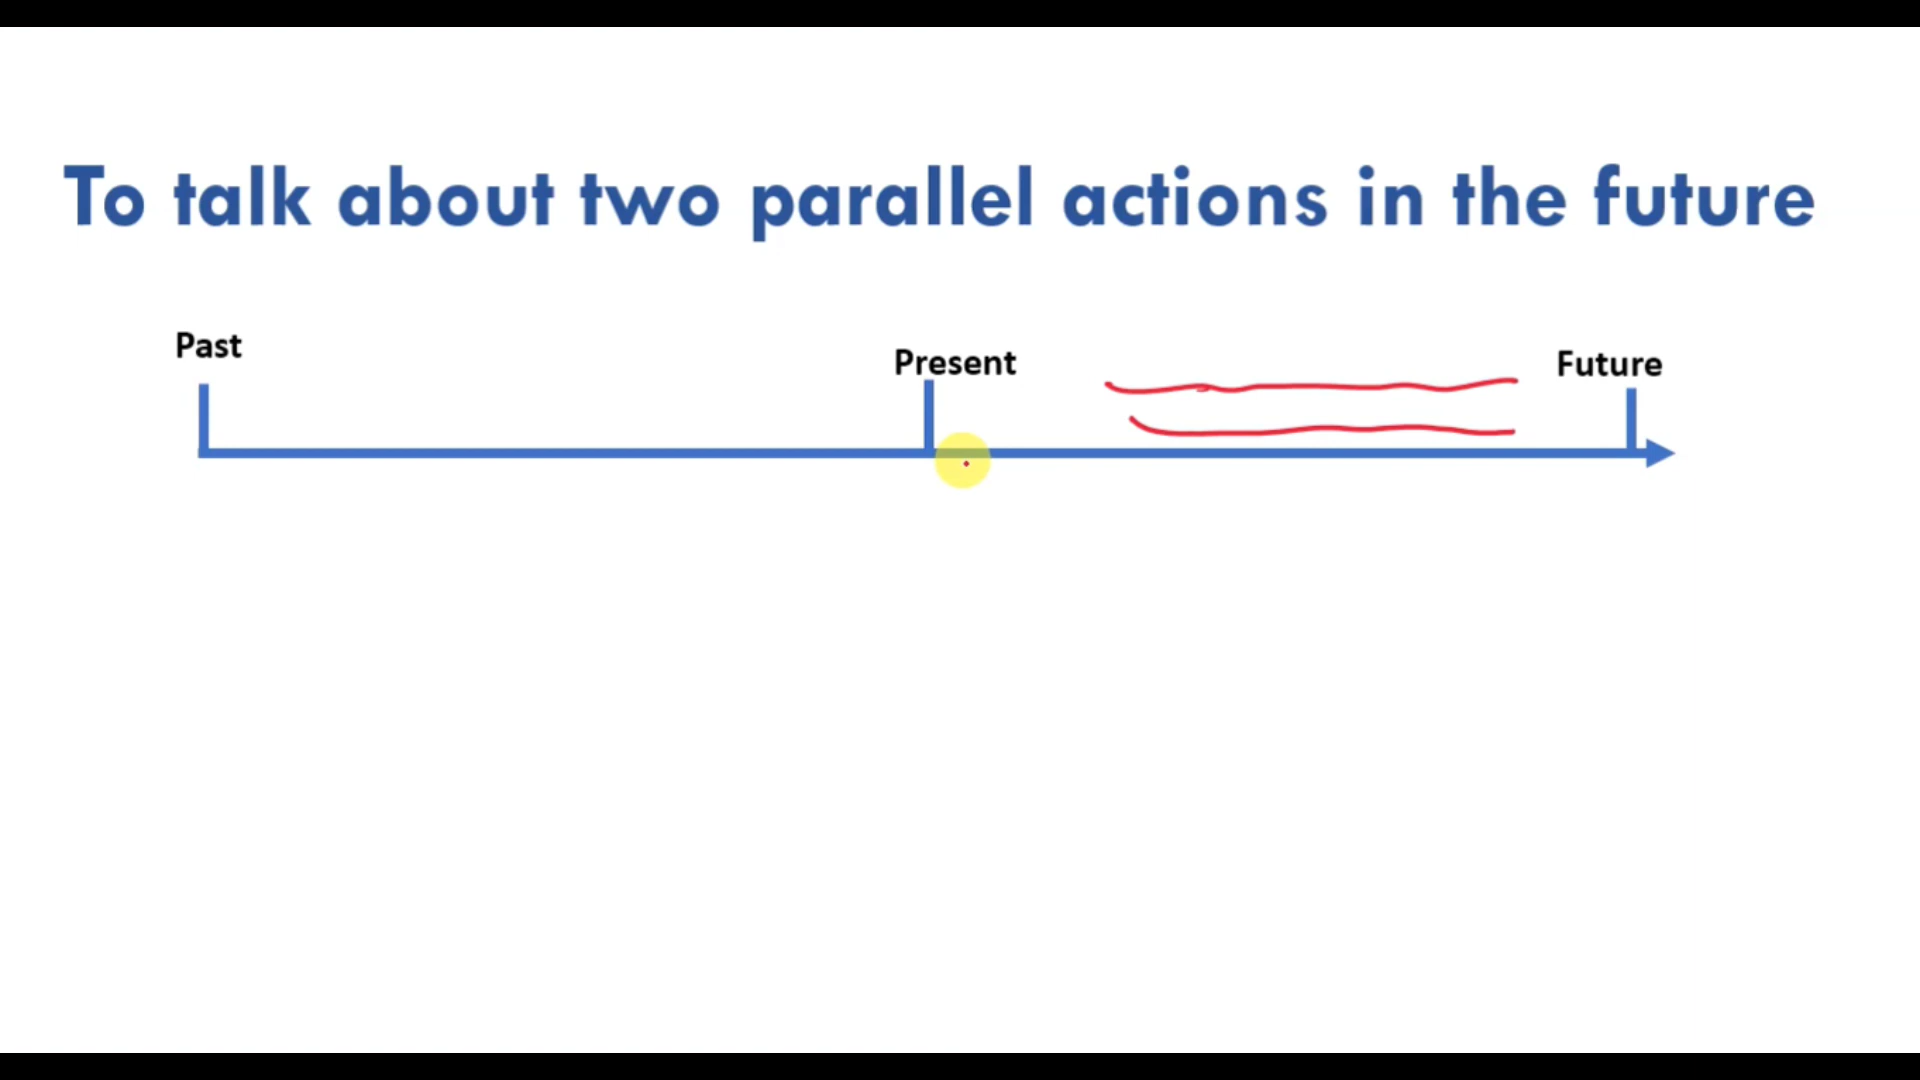 To talk about two parallel actions in the future
Past
Present
Future